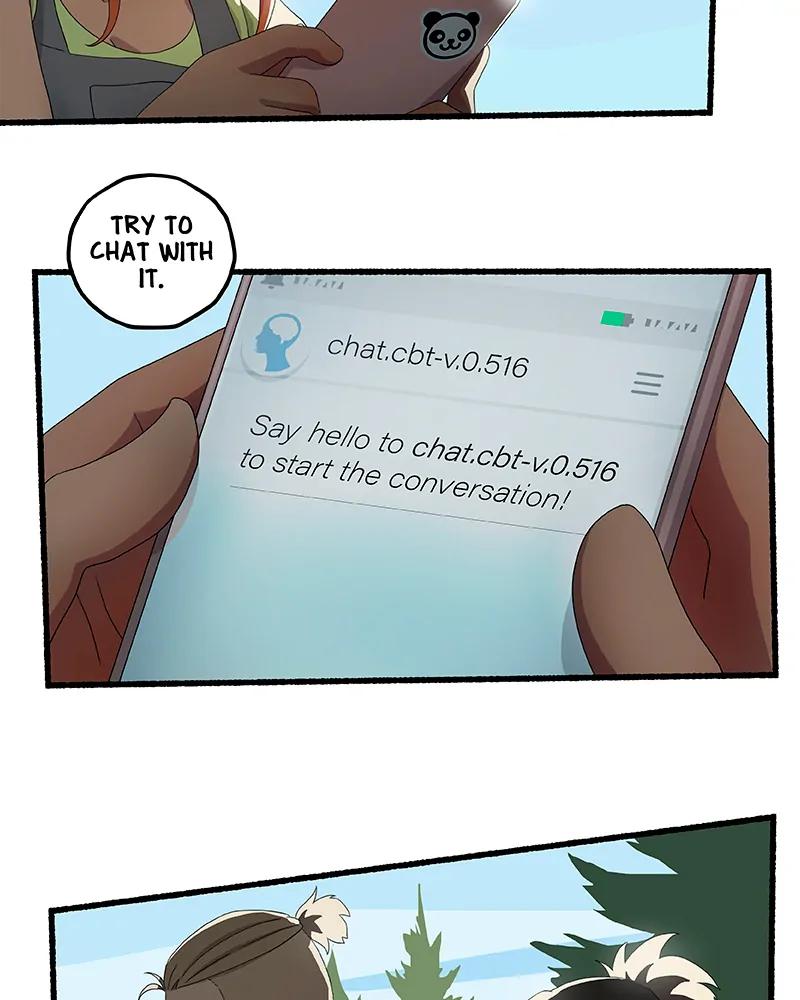 TRY TO
CHAT WITH
IT.
chat.cbt-v.0.516
Say hello to chat.cbt-v.0.516
to start the conversation!